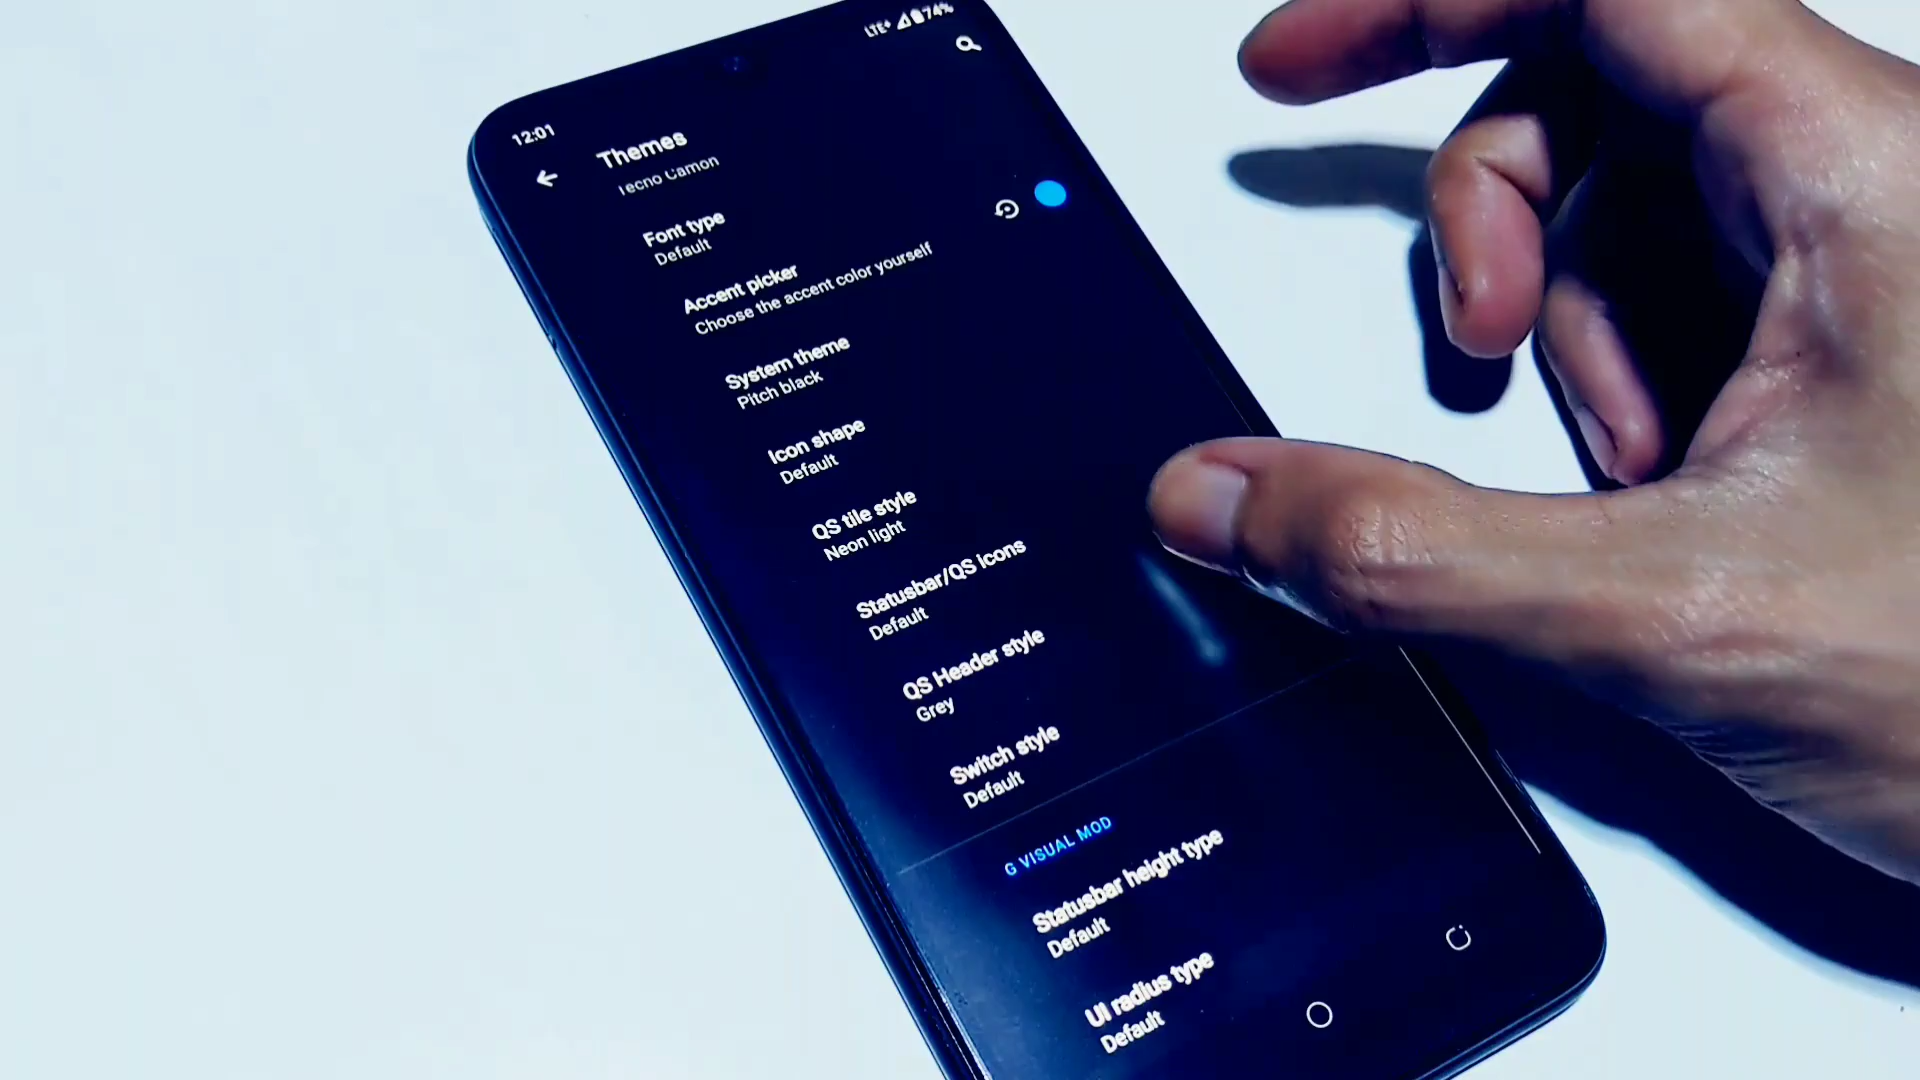 12:01
LTE+ 74%
Themes
Tecno Camon
Font type
Default
Accent picker
Choose the accent color yourself
System theme
Pitch black
Icon shape
Default
QS tile style
Neon light
Statusbar/QS icons
Default
QS Header style
Grey
Switch style
Default
G VISUAL MOD
Statusbar height type
Default
UI radius type
Default